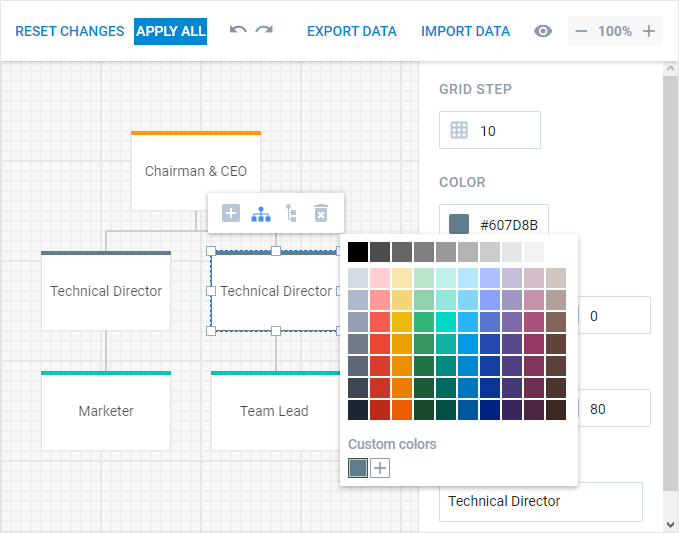 RESET CHANGES APPLY ALL EXPORT DATA IMPORT DATA 100%
GRID STEP
10
COLOR
#607D8B
Chairman & CEO
Technical Director
Technical Director
0
Marketer
Team Lead
80
Custom colors
Technical Director